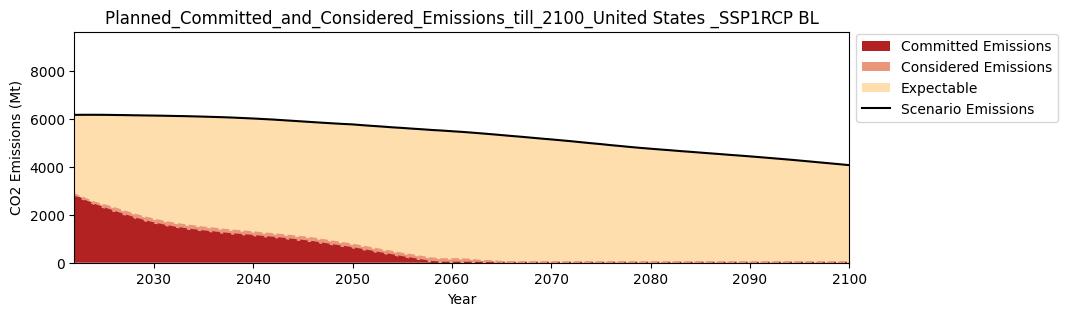 Planned_Committed_and_Considered_Emissions_till_2100_United States _SSP1RCP BL
Committed Emissions
Considered Emissions
Expectable
Scenario Emissions
CO2 Emissions (Mt)
8000
6000
4000
2000
0
2030 2040 2050 2060 2070 2080 2090 2100
Year